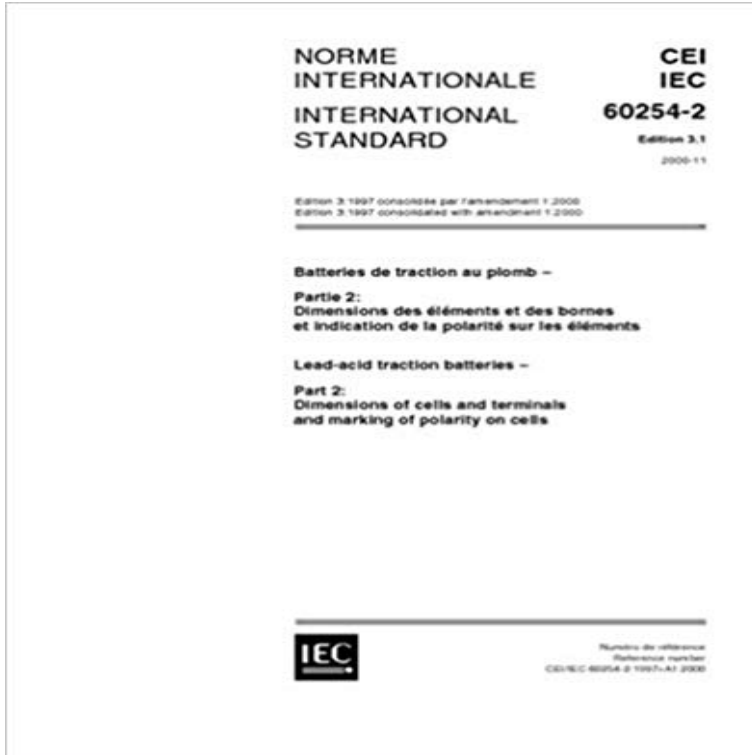 NORME
INTERNATIONALE
INTERNATIONAL
STANDARD
CEI
IEC
60254-2
Edition 3.1
2000-11
Edition 3:1997 consolidée par l'amendement 1:2000
Edition 3:1997 consolidated with amendment 1:2000
Batteries de traction au plomb –
Partie 2:
Dimensions des éléments et des bornes
et indication de la polarité sur les éléments
Lead-acid traction batteries –
Part 2:
Dimensions of cells and terminals
and marking of polarity on cells
IEC
Numéro de référence
Reference number
CEI/IEC 60254-2:1997+A1:2000